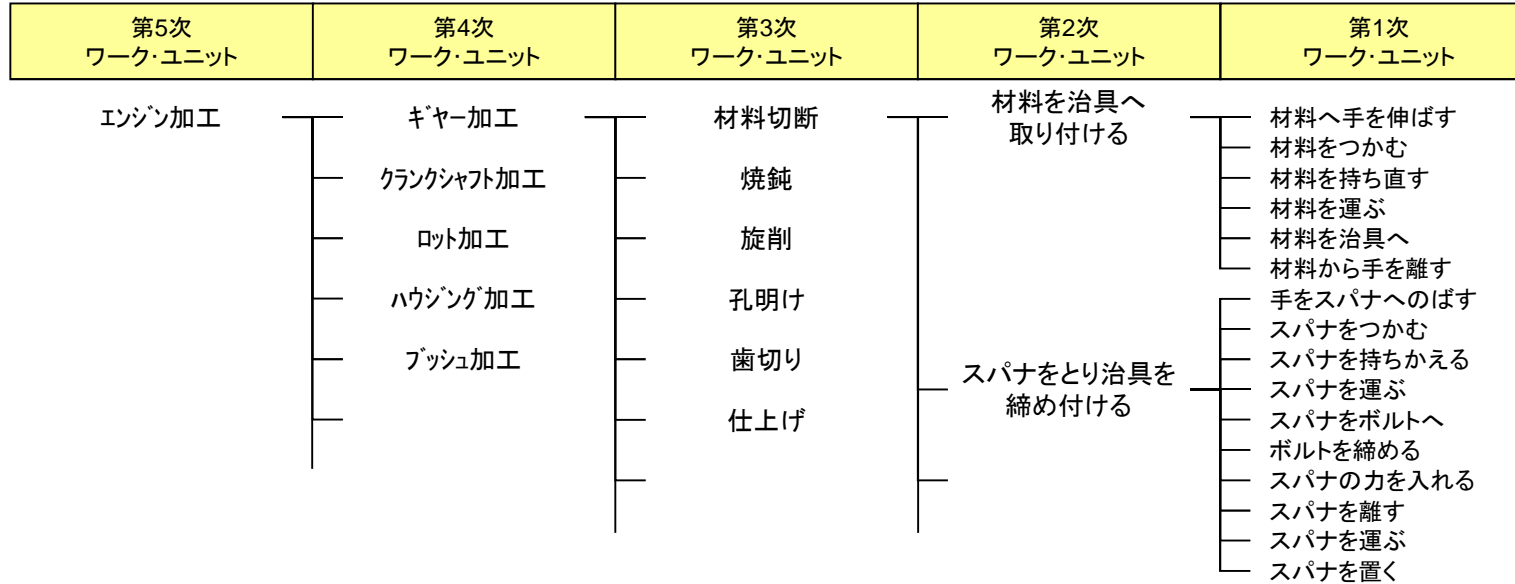 第5次
ワーク・ユニット
第4次
ワーク・ユニット
第3次
ワーク・ユニット
第2次
ワーク・ユニット
第1次
ワーク・ユニット
ｴﾝｼﾞﾝ加工
ｷﾞﾔｰ加工
ｸﾗﾝｸｼｬﾌﾄ加工
ﾛｯﾄ加工
ﾊｳｼﾞﾝｸﾞ加工
ﾌﾞｯｼｭ加工
材料切断
焼鈍
旋削
孔明け
歯切り
仕上げ
材料を治具へ
取り付ける
スパナをとり治具を
締め付ける
材料へ手を伸ばす
材料をつかむ
材料を持ち直す
材料を運ぶ
材料を治具へ
材料から手を離す
手をスパナへのばす
スパナをつかむ
スパナを持ちかえる
スパナを運ぶ
スパナをボルトへ
ボルトを締める
スパナの力を入れる
スパナを離す
スパナを運ぶ
スパナを置く